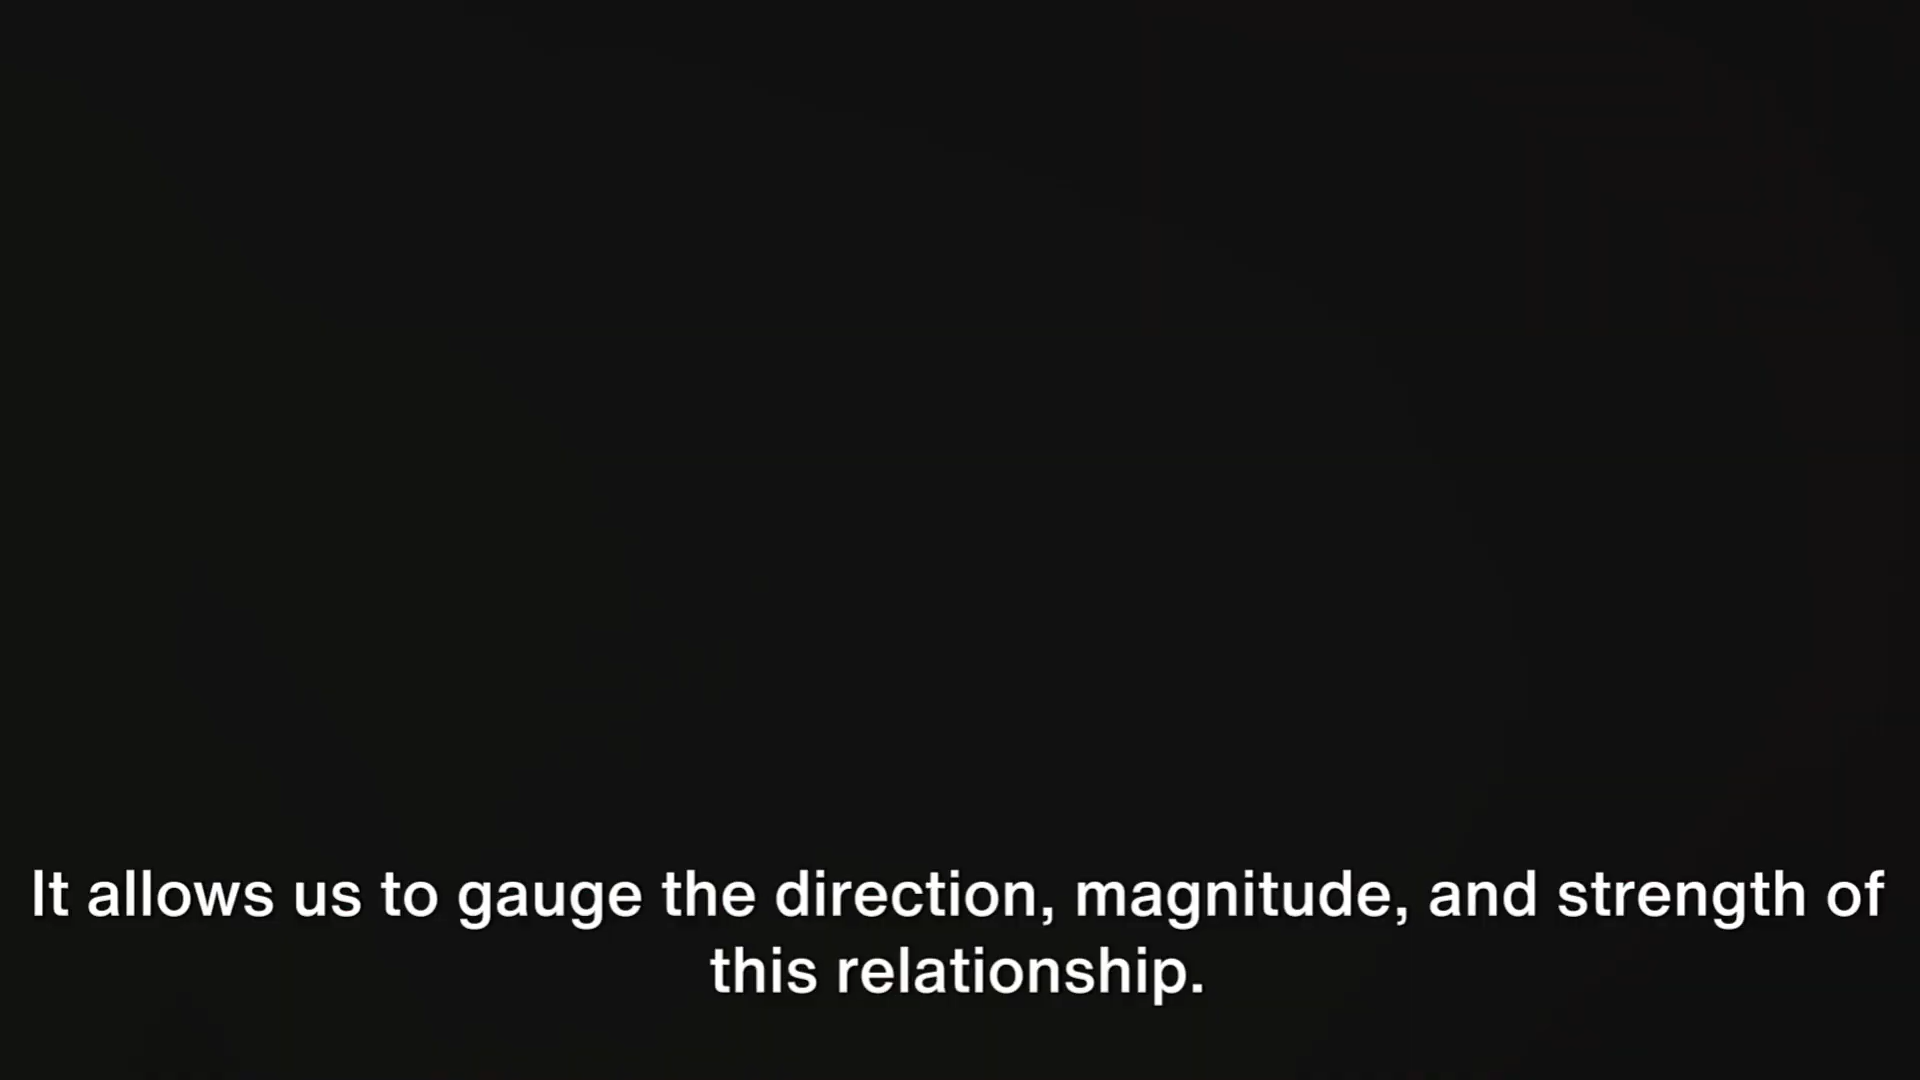 It allows us to gauge the direction, magnitude, and strength of
this relationship.